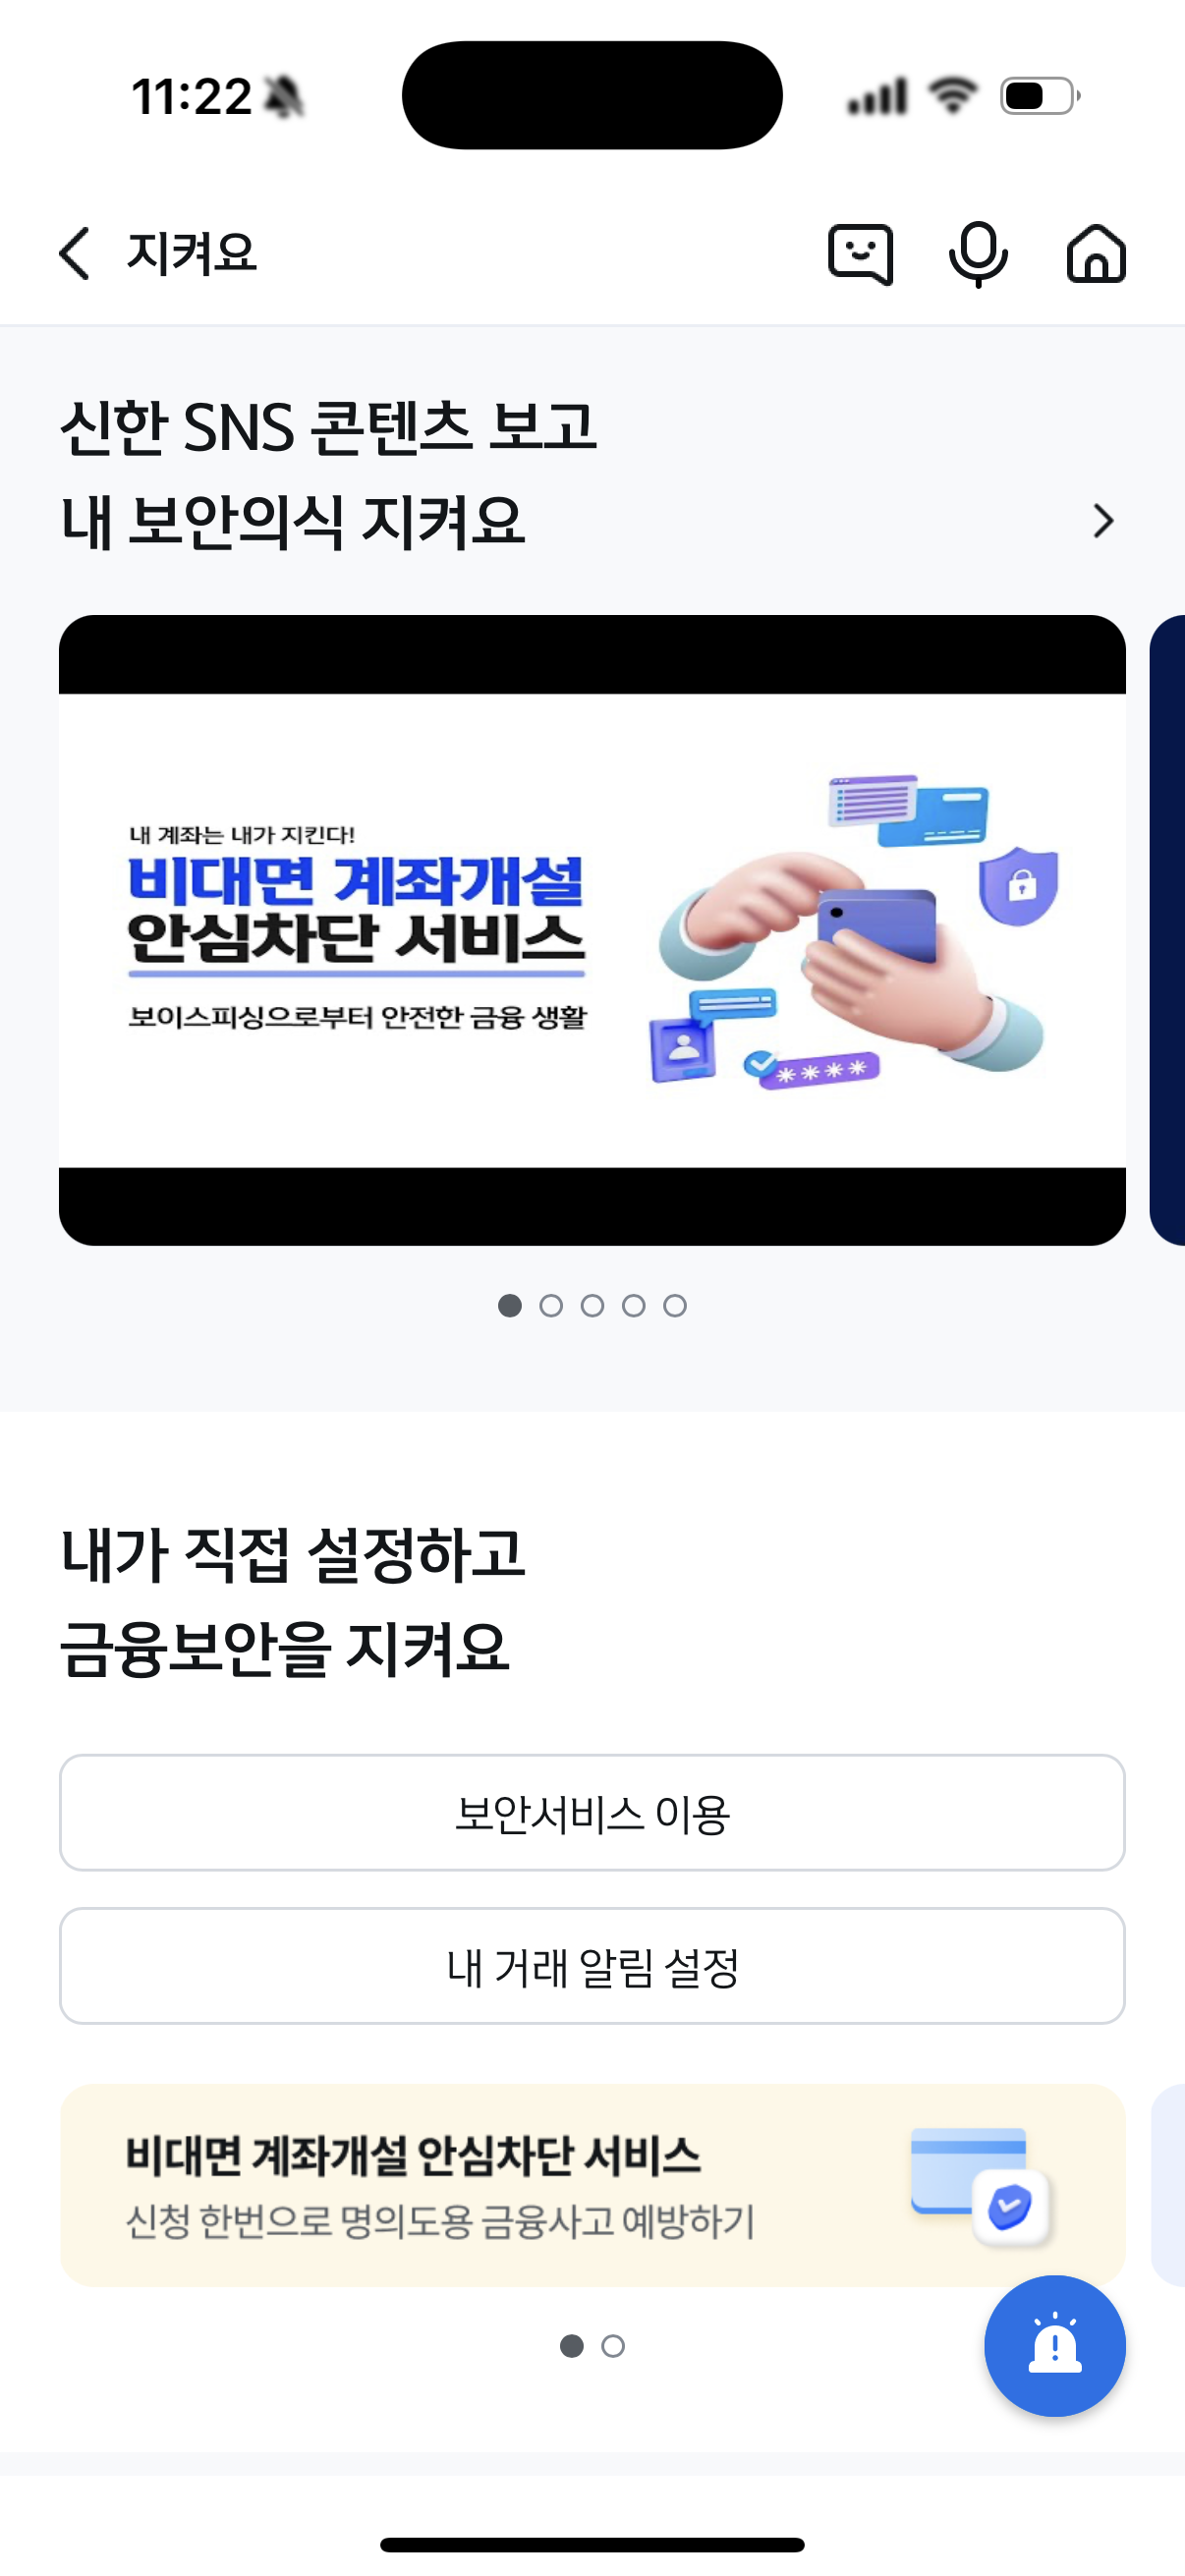 11:22
지켜요
신한 SNS 콘텐츠 보고
내 보안의식 지켜요
내 계좌는 내가 지킨다!
비대면 계좌개설
안심차단 서비스
보이스피싱으로부터 안전한 금융 생활
****
내가 직접 설정하고
금융보안을 지켜요
보안서비스 이용
내 거래 알림 설정
비대면 계좌개설 안심차단 서비스
신청 한번으로 명의도용 금융사고 예방하기